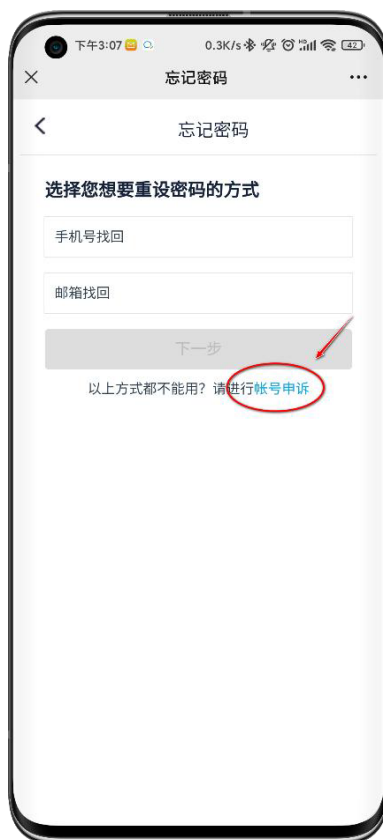 下午3:07 0.3K/s 42
忘记密码
忘记密码
选择您想要重设密码的方式
手机号找回
邮箱找回
下一步
以上方式都不能用？请进行帐号申诉